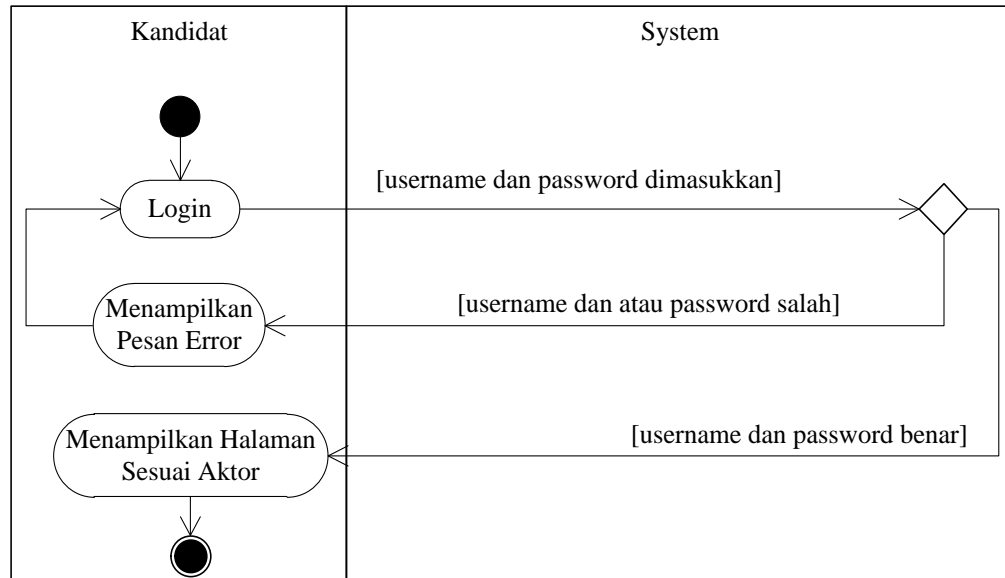 Kandidat
System
[username dan password dimasukkan]
Login
Menampilkan
Pesan Error
[username dan atau password salah]
Menampilkan Halaman
Sesuai Aktor
[username dan password benar]